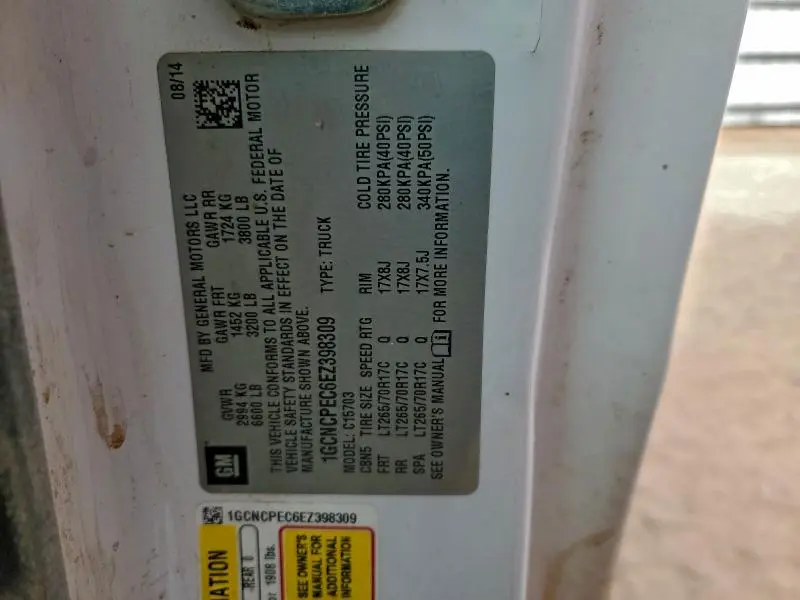 GM
MFD BY GENERAL MOTORS LLC
08/14
GVWR GAWR FRT GAWR RR
2994 KG 1452 KG 1724 KG
6600 LB 3200 LB 3800 LB
THIS VEHICLE CONFORMS TO ALL APPLICABLE U.S. FEDERAL MOTOR
VEHICLE SAFETY STANDARDS IN EFFECT ON THE DATE OF
MANUFACTURE SHOWN ABOVE.
1GCNCPEC6EZ398309 TYPE: TRUCK
MODEL: C15703
CBN5 TIRE SIZE SPEED RTG RIM COLD TIRE PRESSURE
FRT LT265/70R17C Q 17X8J 280KPA(40PSI)
RR LT265/70R17C Q 17X8J 280KPA(40PSI)
SPA LT265/70R17C Q 17X7.5J 340KPA(50PSI)
SEE OWNER'S MANUAL i FOR MORE INFORMATION.
1GCNCPEC6EZ398309
REAR 0
1908 lbs.
SEE OWNER'S
MANUAL FOR
ADDITIONAL
INFORMATION